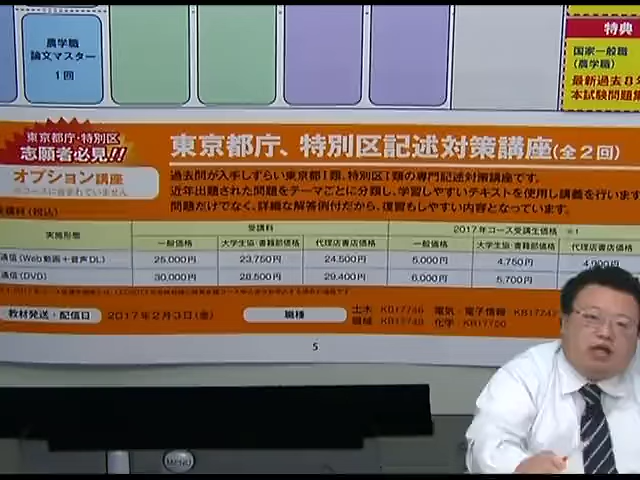 農学職
論文マスター
1回
特典
国家一般職
(農学職)
最新過去8年
本試験問題集
東京都庁・特別区
志願者必見!!
東京都庁、特別区記述対策講座(全2回)
オプション講座
※コースに含まれていません
過去問が入手しずらい東京都Ⅰ類、特別区Ⅰ類の専門記述対策講座です。
近年出題された問題をテーマごとに分類し、学習しやすいテキストを使用し講義を行います
問題だけでなく、詳細な解答例付だから、復習もしやすい内容となっています。
受講料(税込)
実施形態 受講料 2017年コース受講生価格 ※1
一般価格 大学生協・書籍部価格 代理店書店価格 一般価格 大学生協・書籍部価格 代理店書店価格
通信(Web動画+音声DL) 25,000円 23,750円 24,500円 5,000円 4,750円 4,900円
通信(DVD) 30,000円 28,500円 29,400円 6,000円 5,700円
教材発送・配信日 2017年2月3日(金) 職種
土木 KB17746 電気・電子情報 KB17747
機械 KB17748 化学 KB17750
5
MENU